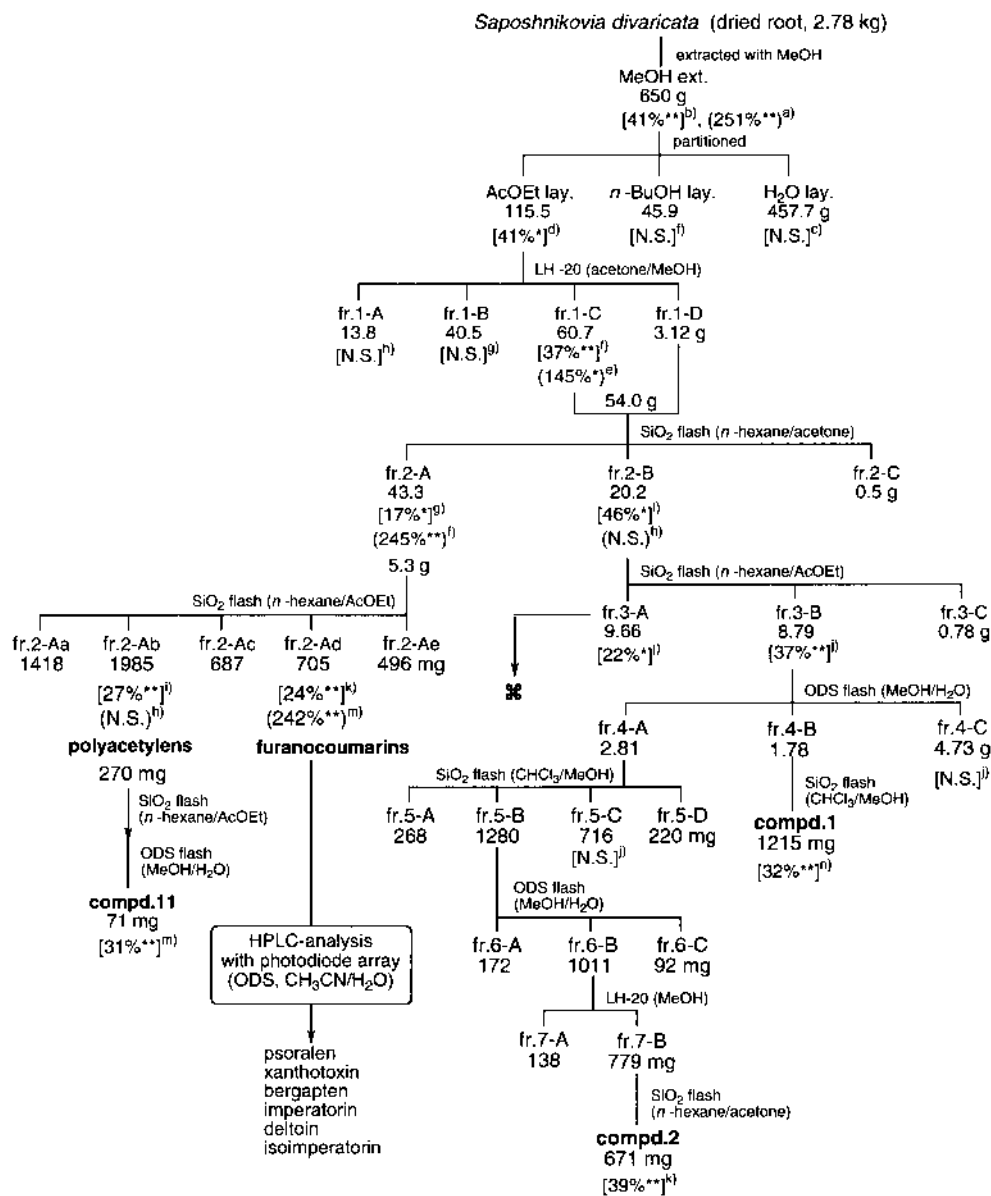 Saposhnikovia divaricata (dried root, 2.78 kg)
extracted with MeOH
MeOH ext.
650 g
[41%**]b), (251%**)a)
partitioned
AcOEt lay. n-BuOH lay. H2O lay.
115.5 45.9 457.7 g
[41%*]d) [N.S.]f) [N.S.]c)
LH-20 (acetone/MeOH)
fr.1-A fr.1-B fr.1-C fr.1-D
13.8 40.5 60.7 3.12 g
[N.S.]h) [N.S.]g) [37%**]f)
(145%*)e)
54.0 g
SiO2 flash (n-hexane/acetone)
fr.2-A fr.2-B fr.2-C
43.3 20.2 0.5 g
[17%*]g) [46%*]i)
(245%**)f) (N.S.)h)
5.3 g
SiO2 flash (n-hexane/AcOEt)
SiO2 flash (n-hexane/AcOEt)
fr.2-Aa fr.2-Ab fr.2-Ac fr.2-Ad fr.2-Ae
1418 1985 687 705 496 mg
[27%**]i) [24%**]k)
(N.S.)h) (242%**)m)
polyacetylens furanocoumarins
270 mg
SiO2 flash
(n-hexane/AcOEt)
ODS flash
(MeOH/H2O)
compd.11
71 mg
[31%**]m)
HPLC-analysis
with photodiode array
(ODS, CH3CN/H2O)
psoralen
xanthotoxin
bergapten
imperatorin
deltoin
isoimperatorin
fr.3-A fr.3-B fr.3-C
9.66 8.79 0.78 g
[22%*]i) [37%**]j)
⌘
ODS flash (MeOH/H2O)
fr.4-A fr.4-B fr.4-C
2.81 1.78 4.73 g
[N.S.]j)
SiO2 flash (CHCl3/MeOH)
SiO2 flash
(CHCl3/MeOH)
compd.1
1215 mg
[32%**]n)
fr.5-A fr.5-B fr.5-C fr.5-D
268 1280 716 220 mg
[N.S.]j)
ODS flash
(MeOH/H2O)
fr.6-A fr.6-B fr.6-C
172 1011 92 mg
LH-20 (MeOH)
fr.7-A fr.7-B
138 779 mg
SiO2 flash
(n-hexane/acetone)
compd.2
671 mg
[39%**]k)